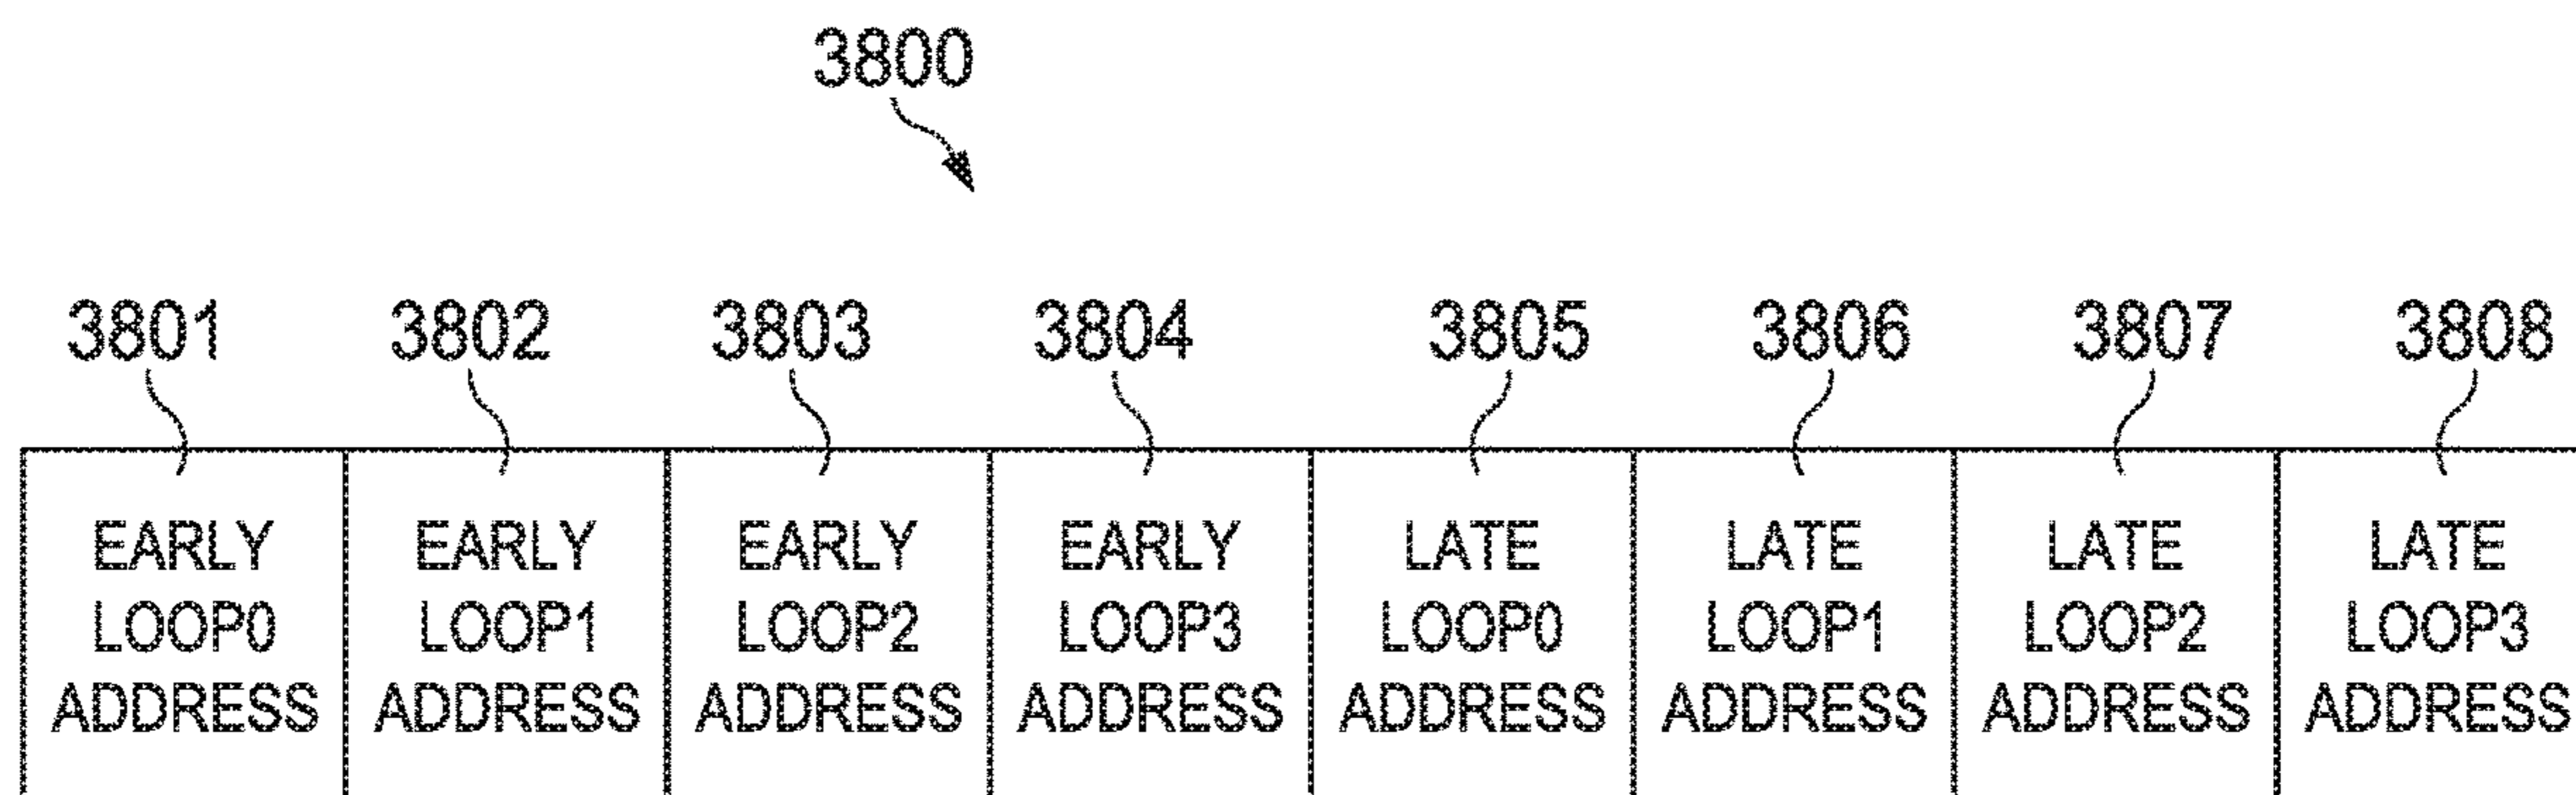 3800
3801 3802 3803 3804 3805 3806 3807 3808
EARLY EARLY EARLY EARLY LATE LATE LATE LATE
LOOP0 LOOP1 LOOP2 LOOP3 LOOP0 LOOP1 LOOP2 LOOP3
ADDRESS ADDRESS ADDRESS ADDRESS ADDRESS ADDRESS ADDRESS ADDRESS